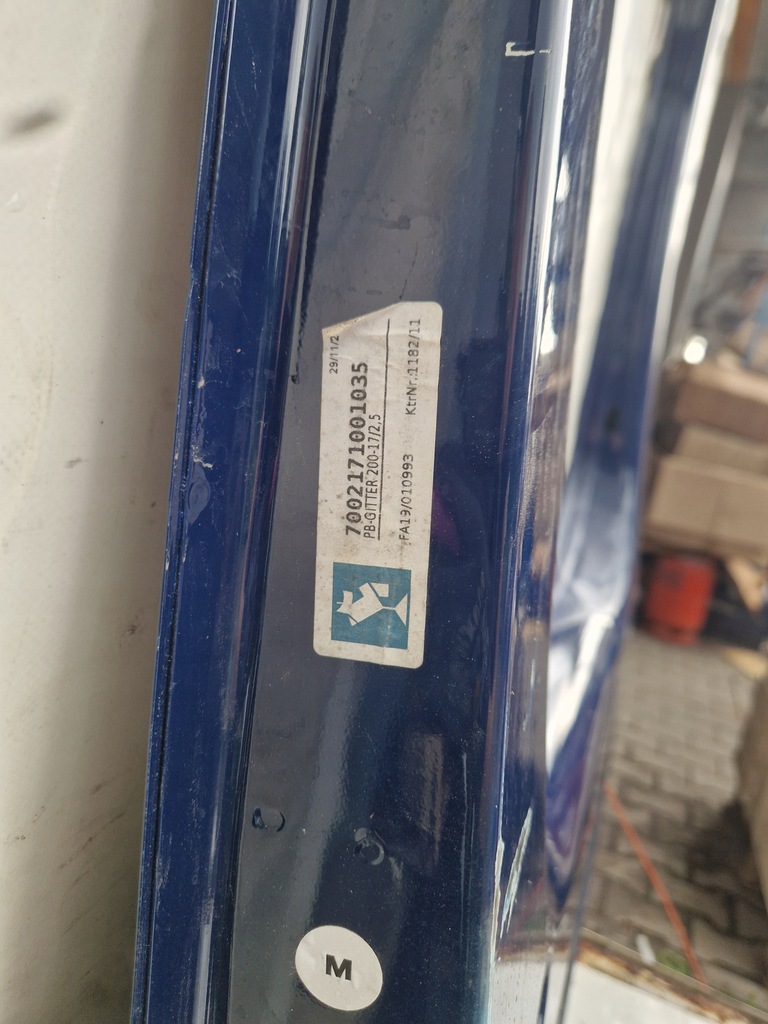 29/11/2
7002171001035
PB-GITTER 200-17/2,5
FA19/010993 KtrNr.:1182/11
M